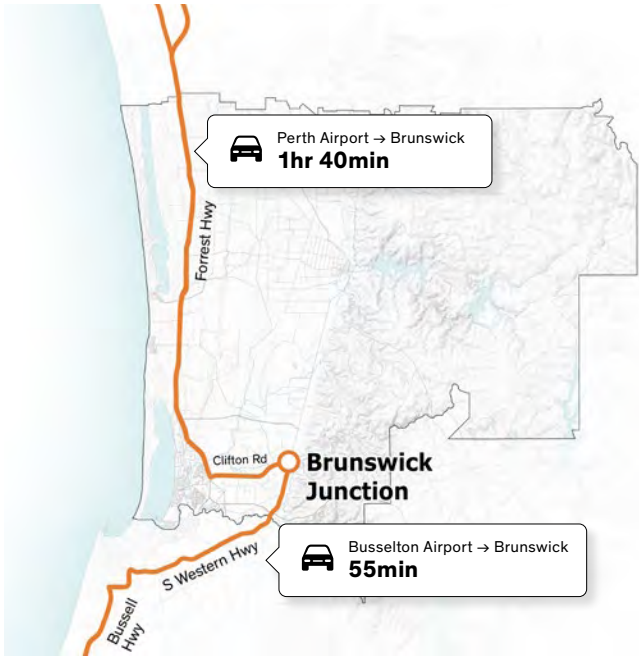 Perth Airport → Brunswick
1hr 40min
Forrest Hwy
Clifton Rd
Brunswick
Junction
Busselton Airport → Brunswick
55min
S Western Hwy
Bussell
Hwy